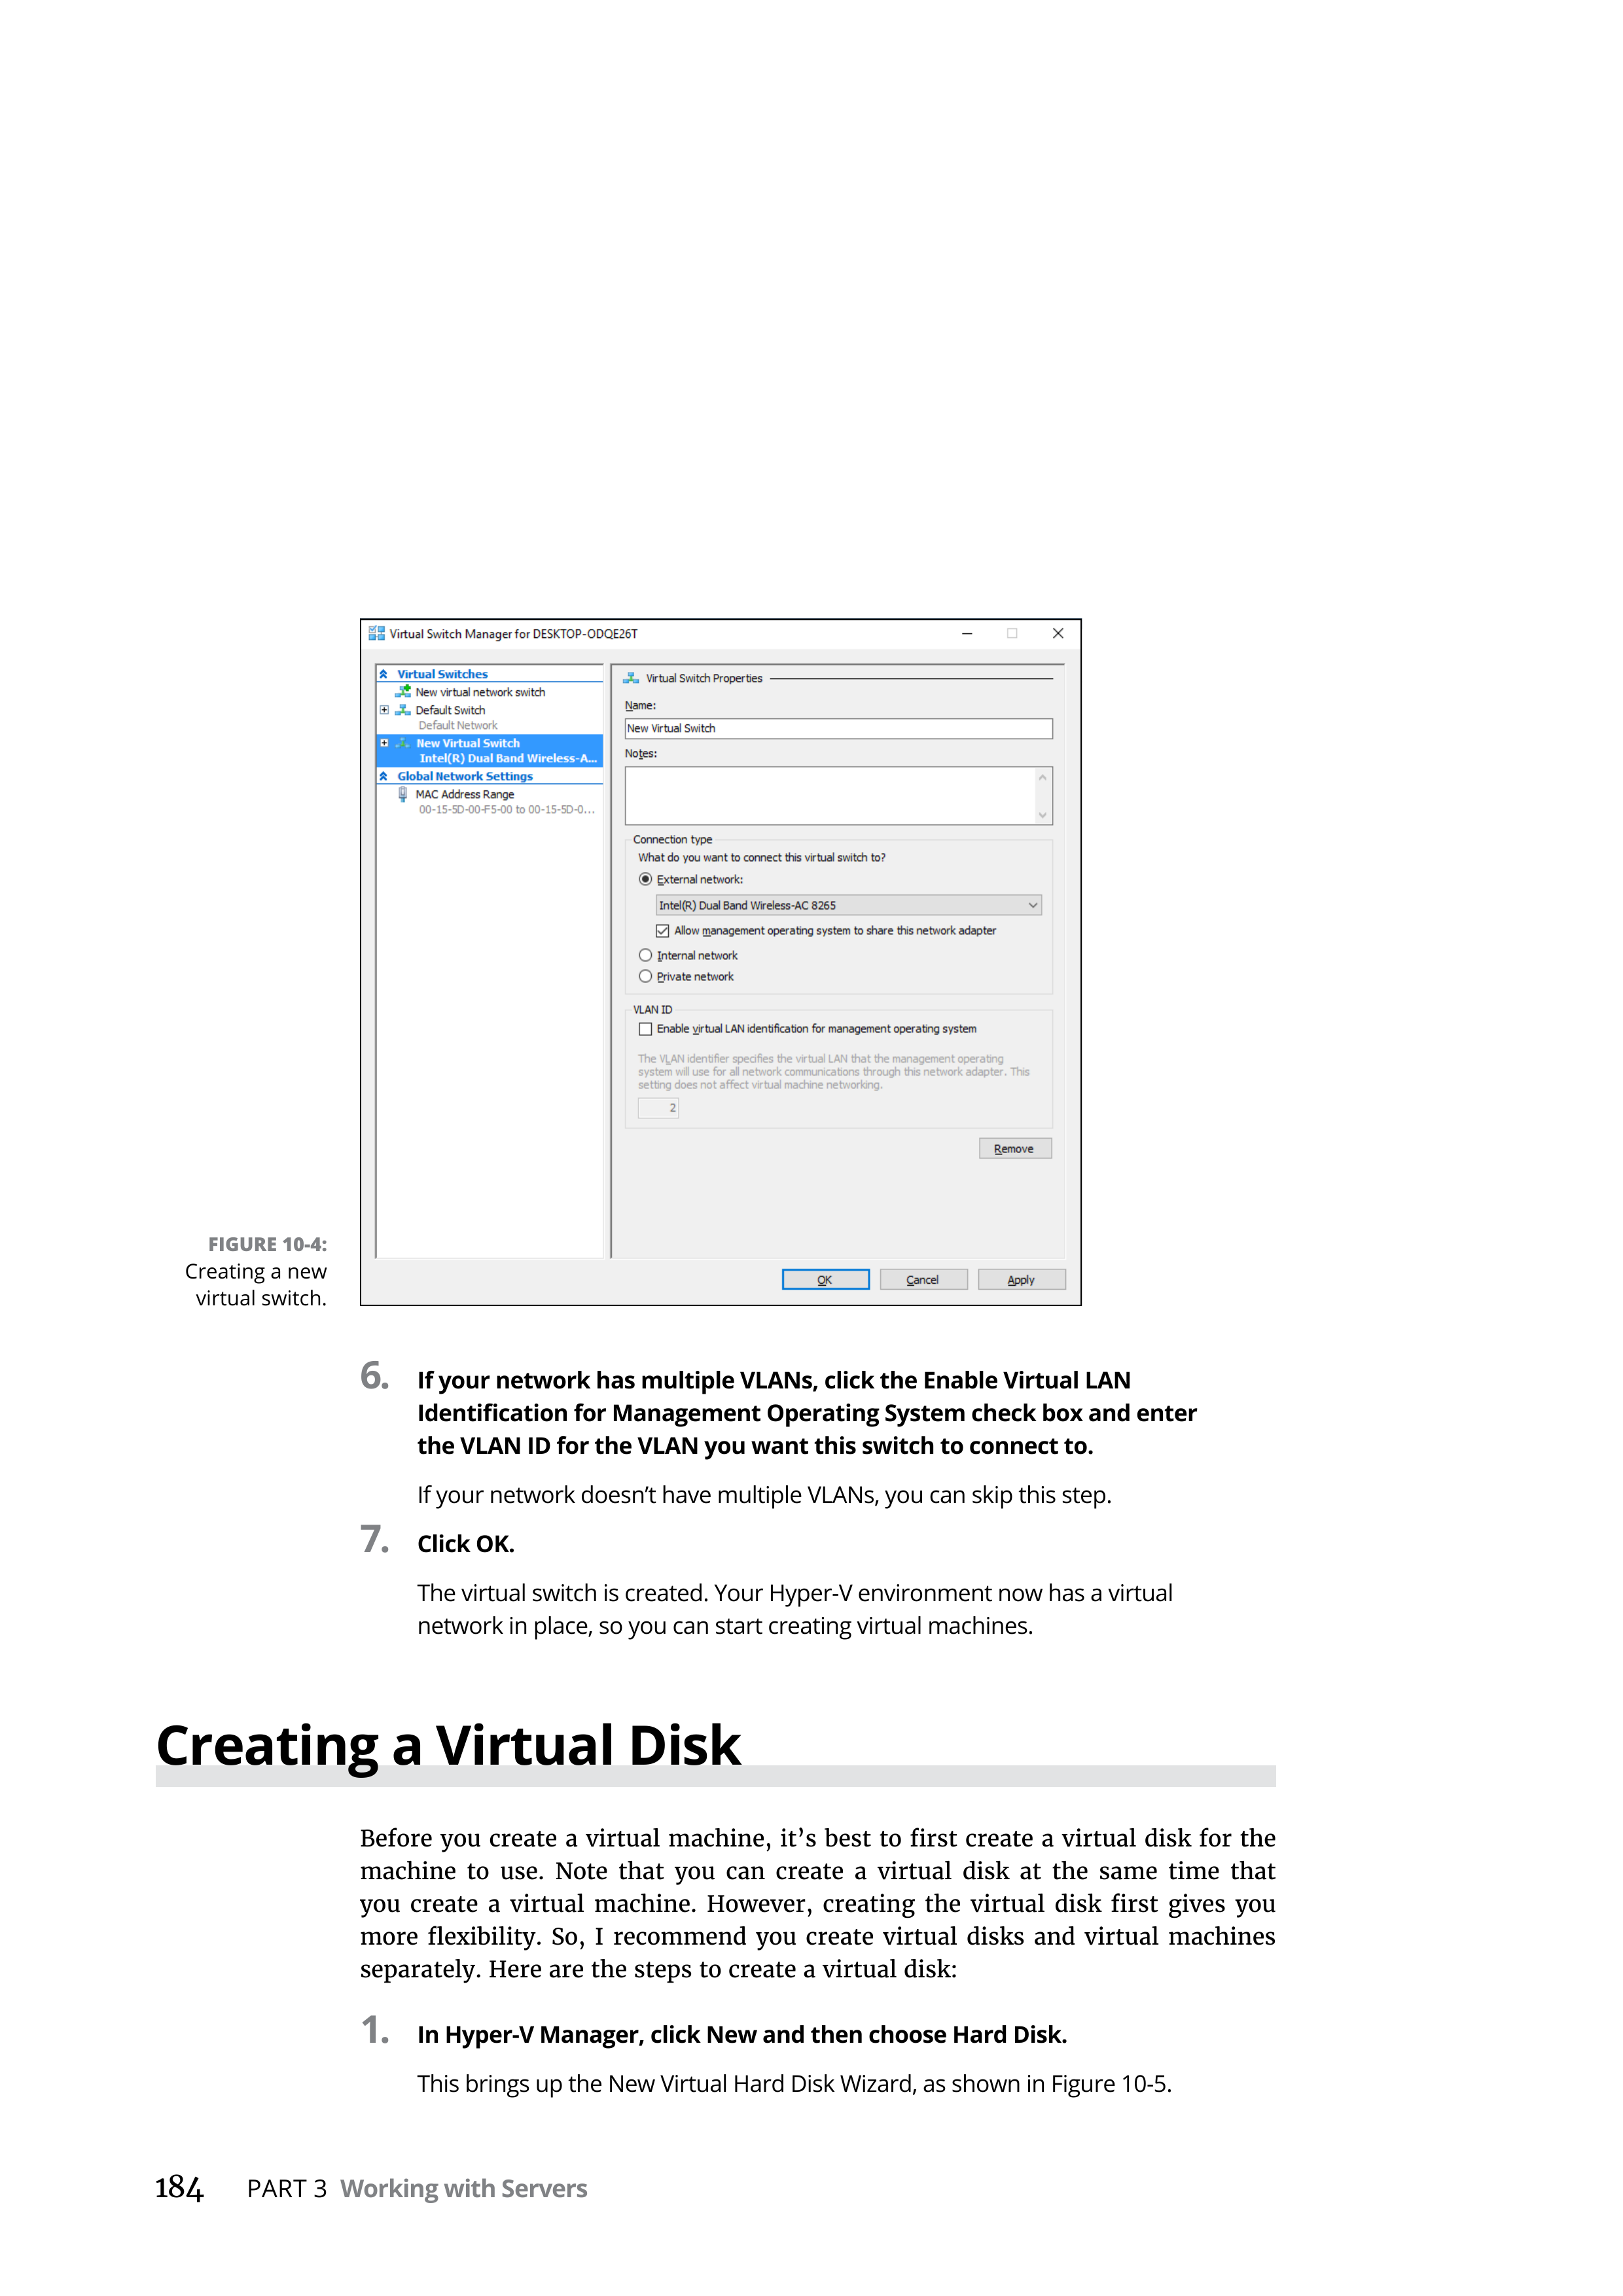 Virtual Switch Manager for DESKTOP-ODQE26T
Virtual Switches
New virtual network switch
Default Switch
Default Network
New Virtual Switch
Intel(R) Dual Band Wireless-A...
Global Network Settings
MAC Address Range
00-15-5D-00-F5-00 to 00-15-5D-0...
Virtual Switch Properties
Name:
New Virtual Switch
Notes:
Connection type
What do you want to connect this virtual switch to?
External network:
Intel(R) Dual Band Wireless-AC 8265
Allow management operating system to share this network adapter
Internal network
Private network
VLAN ID
Enable virtual LAN identification for management operating system
The VLAN identifier specifies the virtual LAN that the management operating
system will use for all network communications through this network adapter. This
setting does not affect virtual machine networking.
2
Remove
OK Cancel Apply
FIGURE 10-4:
Creating a new
virtual switch.
6. If your network has multiple VLANs, click the Enable Virtual LAN
Identification for Management Operating System check box and enter
the VLAN ID for the VLAN you want this switch to connect to.
If your network doesn’t have multiple VLANs, you can skip this step.
7. Click OK.
The virtual switch is created. Your Hyper-V environment now has a virtual
network in place, so you can start creating virtual machines.
Creating a Virtual Disk
Before you create a virtual machine, it’s best to first create a virtual disk for the
machine to use. Note that you can create a virtual disk at the same time that
you create a virtual machine. However, creating the virtual disk first gives you
more flexibility. So, I recommend you create virtual disks and virtual machines
separately. Here are the steps to create a virtual disk:
1. In Hyper-V Manager, click New and then choose Hard Disk.
This brings up the New Virtual Hard Disk Wizard, as shown in Figure 10-5.
184 PART 3 Working with Servers